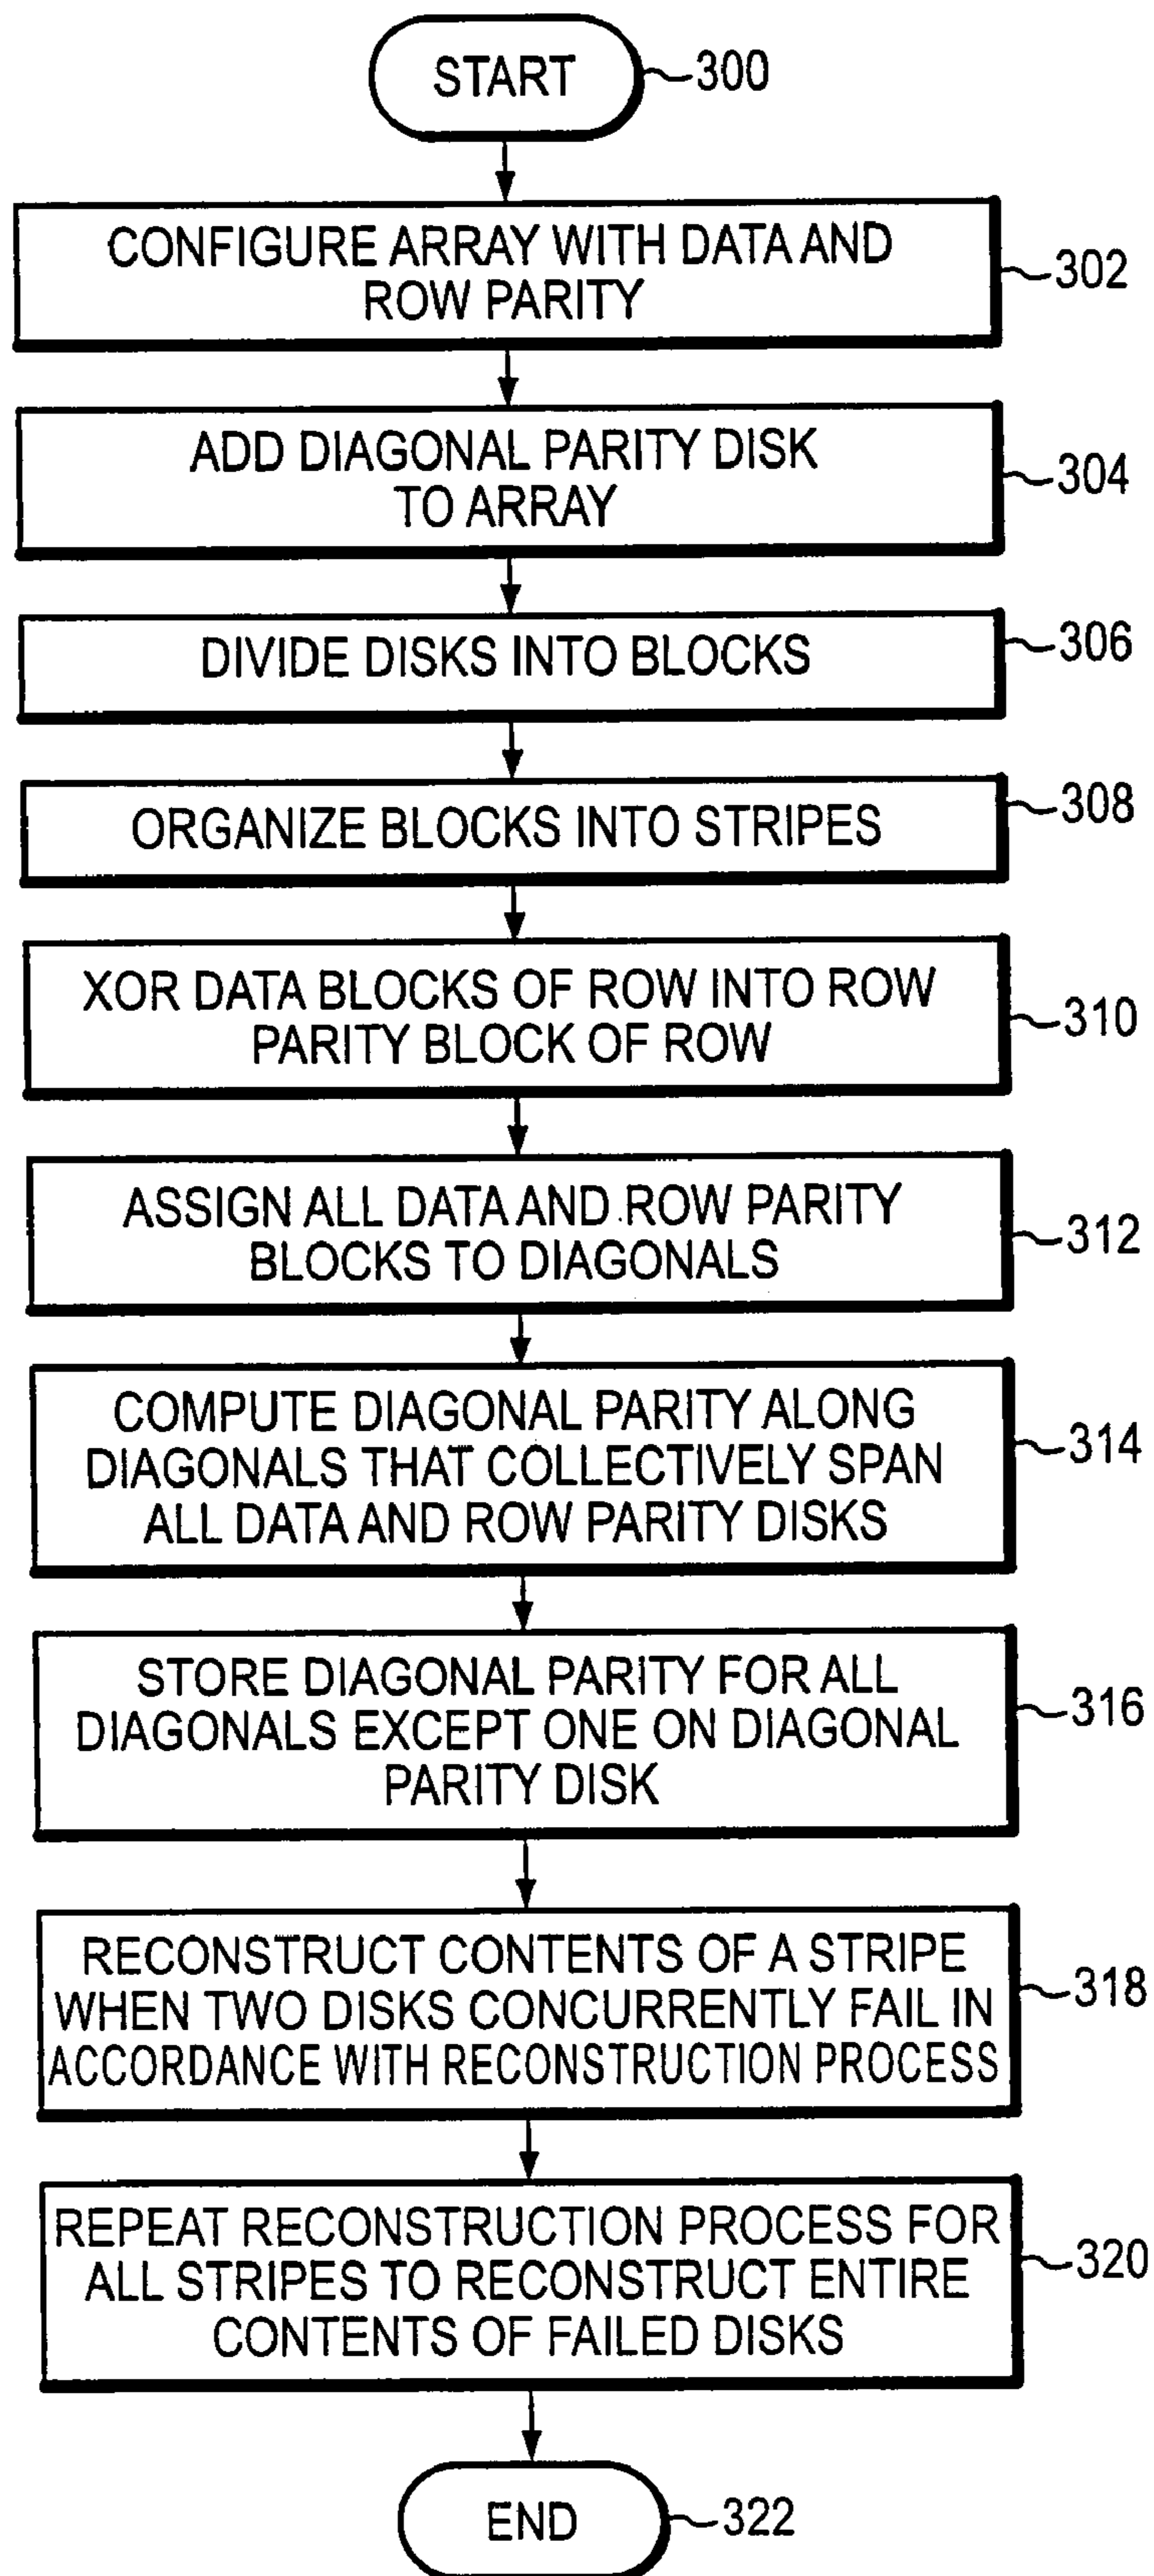 START
300
CONFIGURE ARRAY WITH DATA AND
ROW PARITY
302
ADD DIAGONAL PARITY DISK
TO ARRAY
304
DIVIDE DISKS INTO BLOCKS
306
ORGANIZE BLOCKS INTO STRIPES
308
XOR DATA BLOCKS OF ROW INTO ROW
PARITY BLOCK OF ROW
310
ASSIGN ALL DATA AND ROW PARITY
BLOCKS TO DIAGONALS
312
COMPUTE DIAGONAL PARITY ALONG
DIAGONALS THAT COLLECTIVELY SPAN
ALL DATA AND ROW PARITY DISKS
314
STORE DIAGONAL PARITY FOR ALL
DIAGONALS EXCEPT ONE ON DIAGONAL
PARITY DISK
316
RECONSTRUCT CONTENTS OF A STRIPE
WHEN TWO DISKS CONCURRENTLY FAIL IN
ACCORDANCE WITH RECONSTRUCTION PROCESS
318
REPEAT RECONSTRUCTION PROCESS FOR
ALL STRIPES TO RECONSTRUCT ENTIRE
CONTENTS OF FAILED DISKS
320
END
322